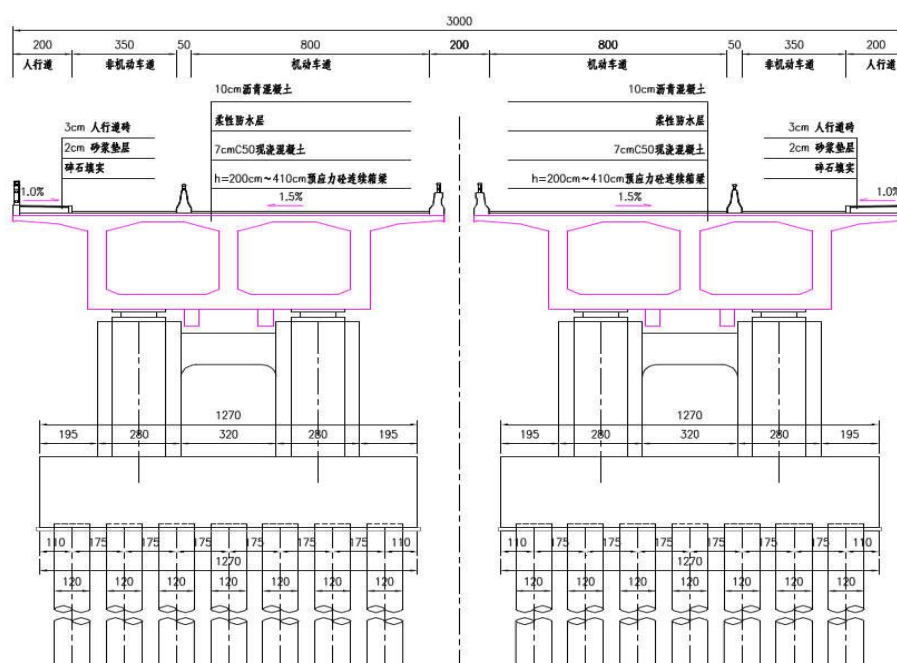 3000
200 350 50 800 200 800 50 350 200
人行道 非机动车道 机动车道 机动车道 非机动车道 人行道
10cm沥青混凝土 10cm沥青混凝土
柔性防水层 柔性防水层
3cm 人行道砖 3cm 人行道砖
2cm 砂浆垫层 7cmC50现浇混凝土 7cmC50现浇混凝土 2cm 砂浆垫层
碎石填实 h=200cm~410cm预应力砼连续箱梁 h=200cm~410cm预应力砼连续箱梁 碎石填实
1.0% 1.5% 1.5% 1.0%
1270 1270
195 280 320 280 195 195 280 320 280 195
110 175 175 175 175 175 175 110 110 175 175 175 175 175 175 110
1270 1270
120 120 120 120 120 120 120 120 120 120 120 120 120 120